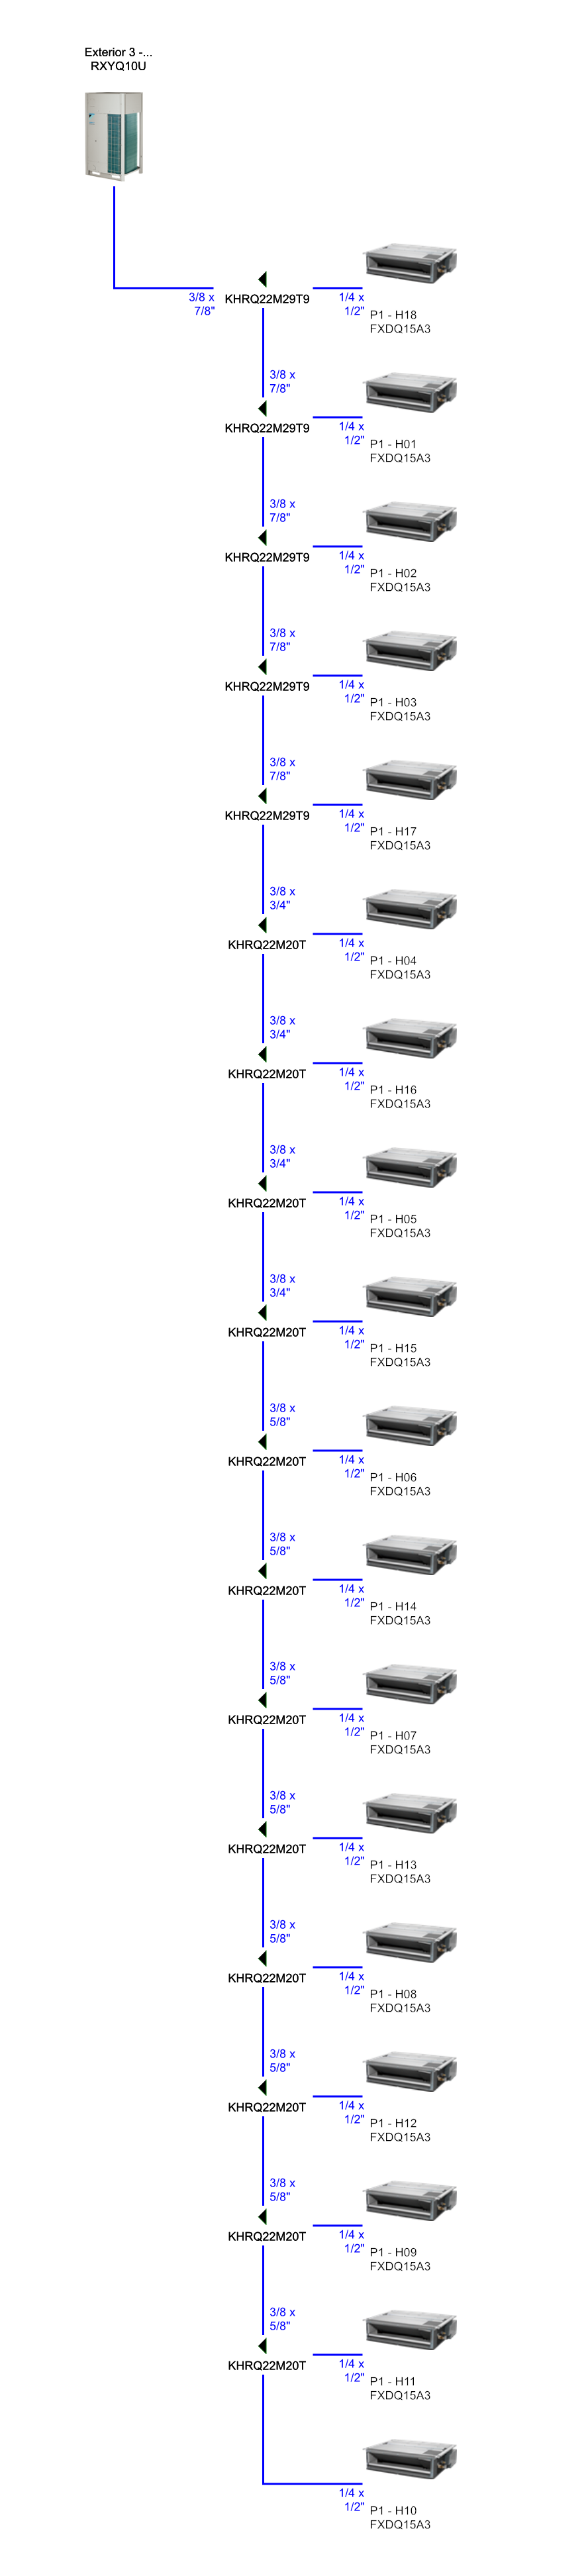 Exterior 3 -...
RXYQ10U
3/8 x
7/8"
KHRQ22M29T9
1/4 x
1/2"
P1 - H18
FXDQ15A3
3/8 x
7/8"
KHRQ22M29T9
1/4 x
1/2"
P1 - H01
FXDQ15A3
3/8 x
7/8"
KHRQ22M29T9
1/4 x
1/2"
P1 - H02
FXDQ15A3
3/8 x
7/8"
KHRQ22M29T9
1/4 x
1/2"
P1 - H03
FXDQ15A3
3/8 x
7/8"
KHRQ22M29T9
1/4 x
1/2"
P1 - H17
FXDQ15A3
3/8 x
3/4"
KHRQ22M20T
1/4 x
1/2"
P1 - H04
FXDQ15A3
3/8 x
3/4"
KHRQ22M20T
1/4 x
1/2"
P1 - H16
FXDQ15A3
3/8 x
3/4"
KHRQ22M20T
1/4 x
1/2"
P1 - H05
FXDQ15A3
3/8 x
3/4"
KHRQ22M20T
1/4 x
1/2"
P1 - H15
FXDQ15A3
3/8 x
5/8"
KHRQ22M20T
1/4 x
1/2"
P1 - H06
FXDQ15A3
3/8 x
5/8"
KHRQ22M20T
1/4 x
1/2"
P1 - H14
FXDQ15A3
3/8 x
5/8"
KHRQ22M20T
1/4 x
1/2"
P1 - H07
FXDQ15A3
3/8 x
5/8"
KHRQ22M20T
1/4 x
1/2"
P1 - H13
FXDQ15A3
3/8 x
5/8"
KHRQ22M20T
1/4 x
1/2"
P1 - H08
FXDQ15A3
3/8 x
5/8"
KHRQ22M20T
1/4 x
1/2"
P1 - H12
FXDQ15A3
3/8 x
5/8"
KHRQ22M20T
1/4 x
1/2"
P1 - H09
FXDQ15A3
3/8 x
5/8"
KHRQ22M20T
1/4 x
1/2"
P1 - H11
FXDQ15A3
1/4 x
1/2"
P1 - H10
FXDQ15A3